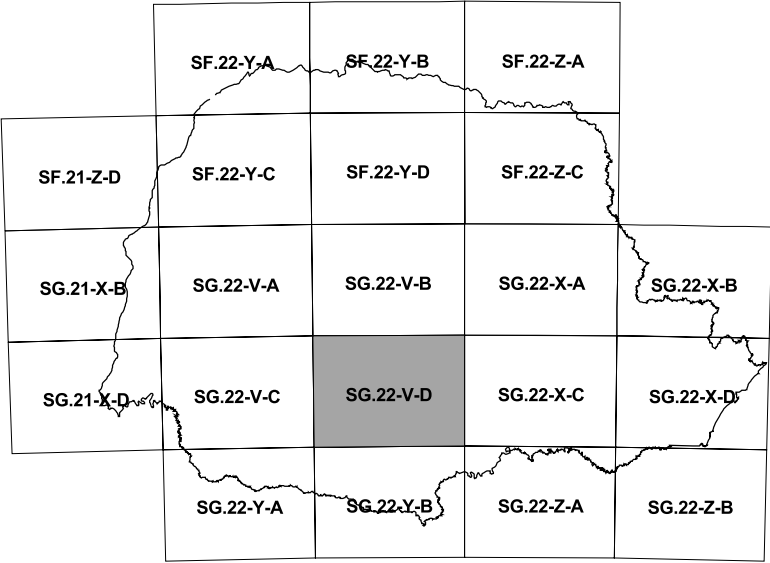 SF.22-Y-A
SF.22-Y-B
SF.22-Z-A
SF.21-Z-D
SF.22-Y-C
SF.22-Y-D
SF.22-Z-C
SG.21-X-B
SG.22-V-A
SG.22-V-B
SG.22-X-A
SG.22-X-B
SG.21-X-D
SG.22-V-C
SG.22-V-D
SG.22-X-C
SG.22-X-D
SG.22-Y-A
SG.22-Y-B
SG.22-Z-A
SG.22-Z-B